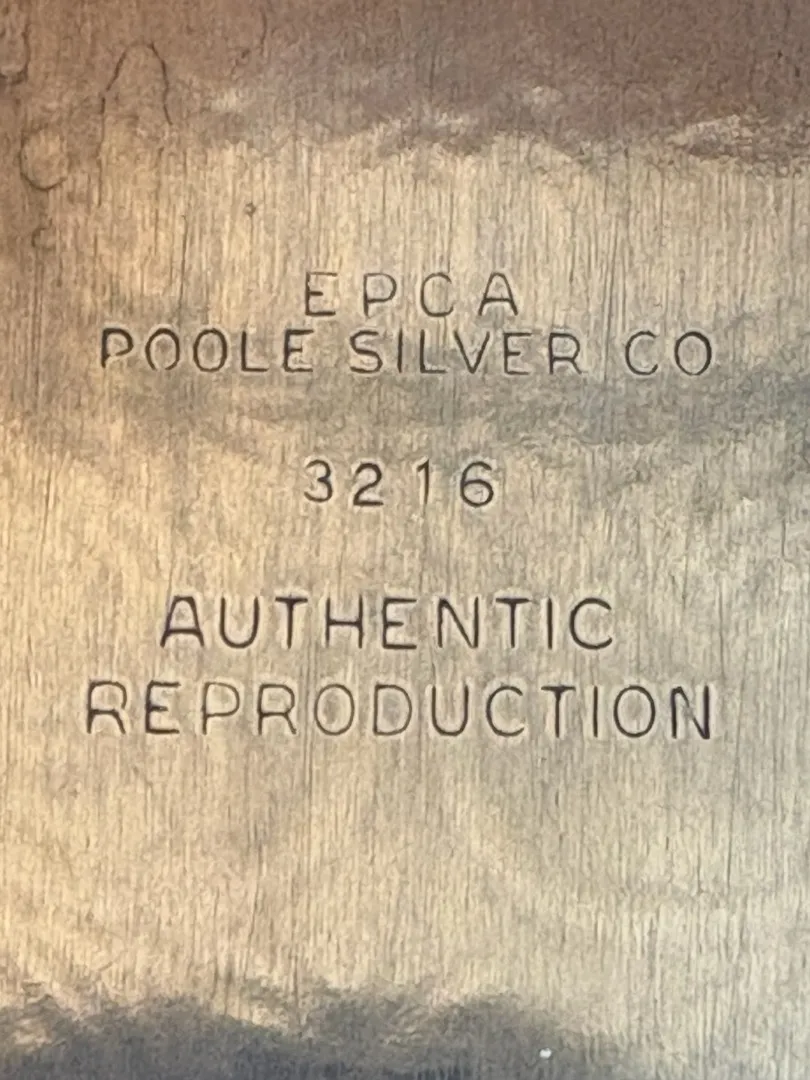 EPCA
POOLE SILVER CO
3216
AUTHENTIC
REPRODUCTION